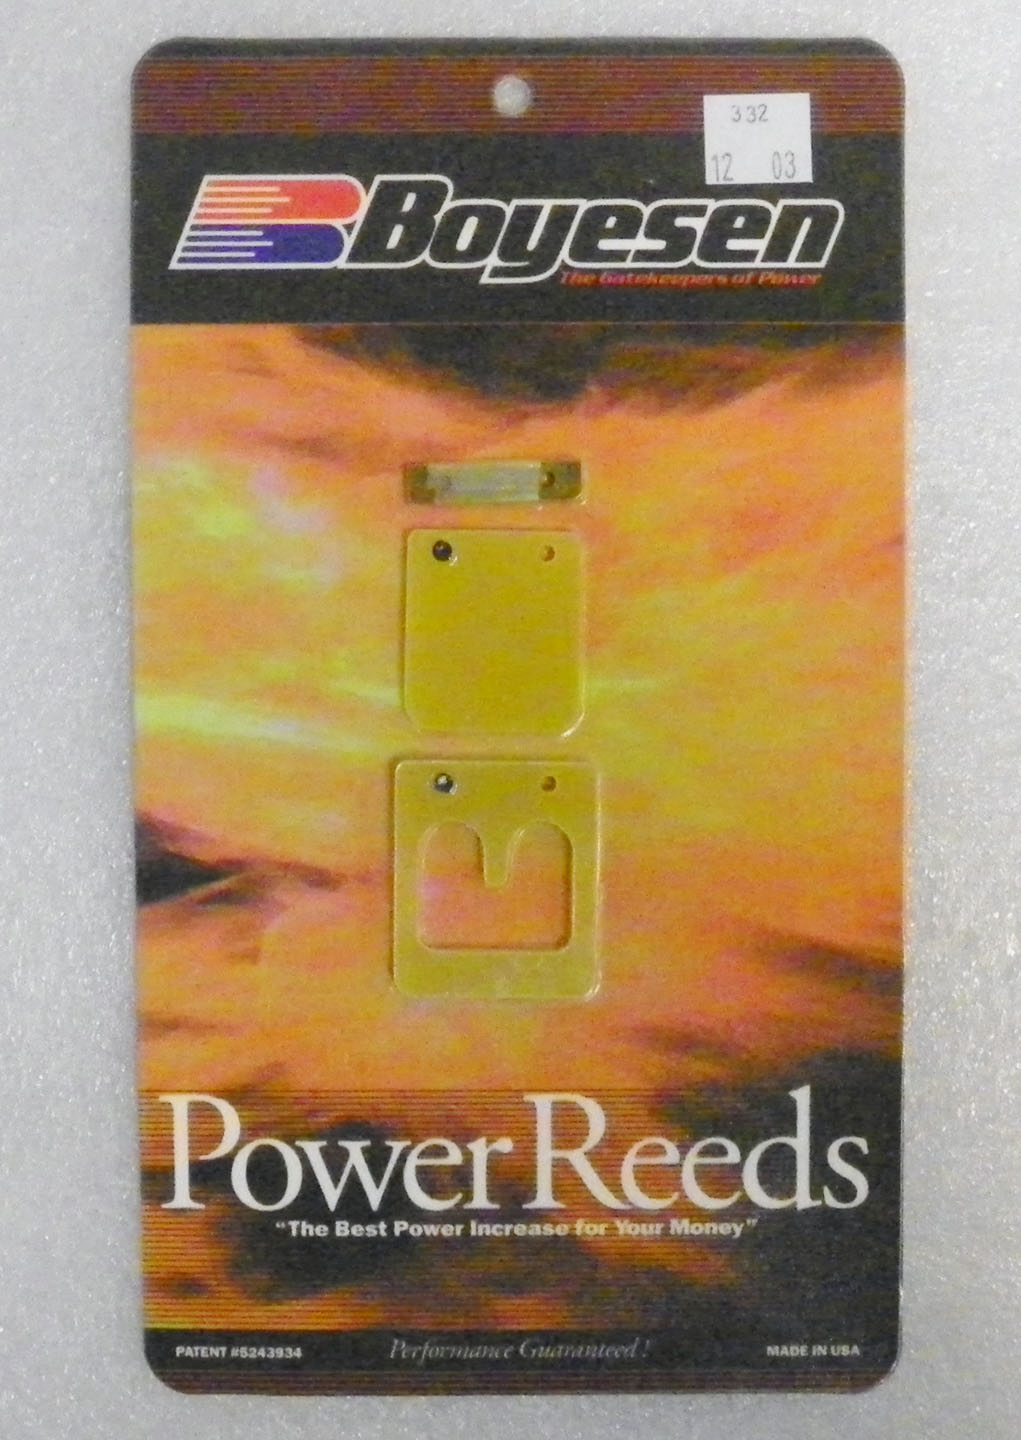 332
12 03
Boyesen
The Gatekeepers of Power
Power Reeds
"The Best Power Increase for Your Money"
PATENT #5243934
Performance Guaranteed!
MADE IN USA